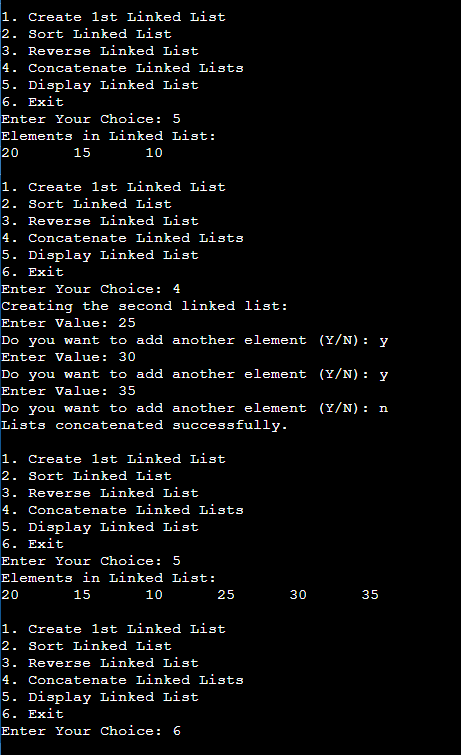 1. Create 1st Linked List
2. Sort Linked List
3. Reverse Linked List
4. Concatenate Linked Lists
5. Display Linked List
6. Exit
Enter Your Choice: 5
Elements in Linked List:
20 15 10
1. Create 1st Linked List
2. Sort Linked List
3. Reverse Linked List
4. Concatenate Linked Lists
5. Display Linked List
6. Exit
Enter Your Choice: 4
Creating the second linked list:
Enter Value: 25
Do you want to add another element (Y/N): y
Enter Value: 30
Do you want to add another element (Y/N): y
Enter Value: 35
Do you want to add another element (Y/N): n
Lists concatenated successfully.
1. Create 1st Linked List
2. Sort Linked List
3. Reverse Linked List
4. Concatenate Linked Lists
5. Display Linked List
6. Exit
Enter Your Choice: 5
Elements in Linked List:
20 15 10 25 30 35
1. Create 1st Linked List
2. Sort Linked List
3. Reverse Linked List
4. Concatenate Linked Lists
5. Display Linked List
6. Exit
Enter Your Choice: 6